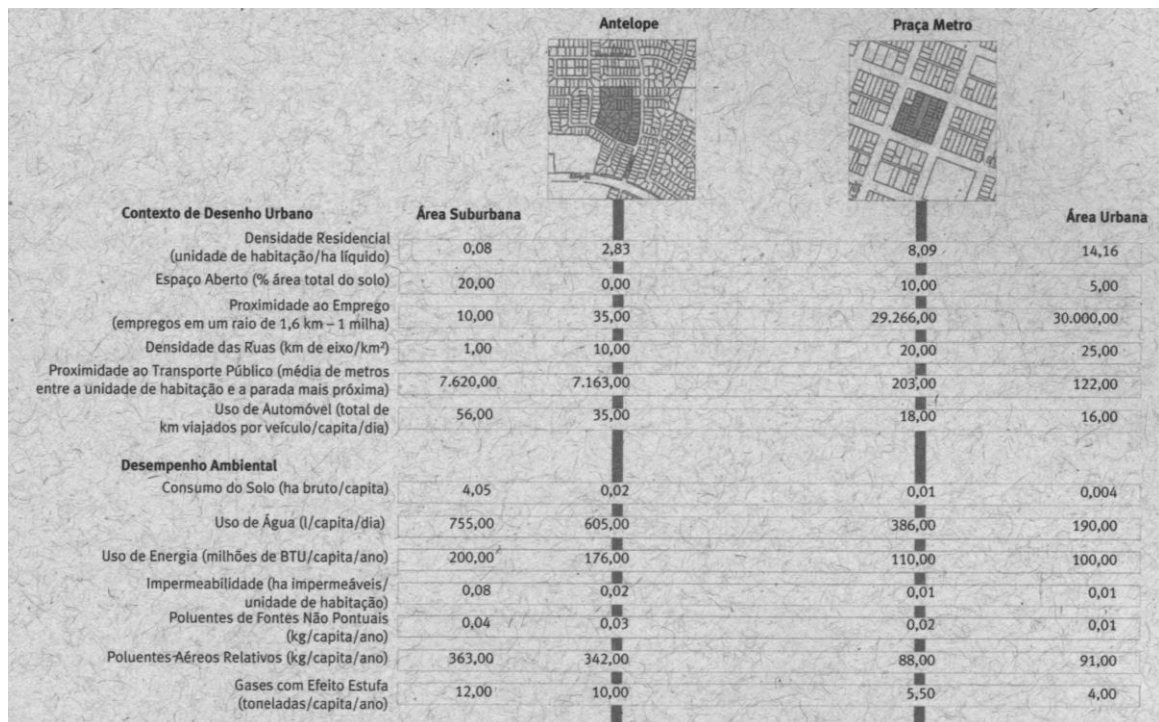 Antelope Praça Metro
Contexto de Desenho Urbano Área Suburbana Área Urbana
Densidade Residencial
(unidade de habitação/ha líquido) 0,08 2,83 8,09 14,16
Espaço Aberto (% área total do solo) 20,00 0,00 10,00 5,00
Proximidade ao Emprego
(empregos em um raio de 1,6 km – 1 milha) 10,00 35,00 29.266,00 30.000,00
Densidade das Ruas (km de eixo/km²) 1,00 10,00 20,00 25,00
Proximidade ao Transporte Público (média de metros
entre a unidade de habitação e a parada mais próxima) 7.620,00 7.163,00 203,00 122,00
Uso de Automóvel (total de
km viajados por veículo/capita/dia) 56,00 35,00 18,00 16,00
Desempenho Ambiental
Consumo do Solo (ha bruto/capita) 4,05 0,02 0,01 0,004
Uso de Água (l/capita/dia) 755,00 605,00 386,00 190,00
Uso de Energia (milhões de BTU/capita/ano) 200,00 176,00 110,00 100,00
Impermeabilidade (ha impermeáveis/
unidade de habitação) 0,08 0,02 0,01 0,01
Poluentes de Fontes Não Pontuais
(kg/capita/ano) 0,04 0,03 0,02 0,01
Poluentes Aéreos Relativos (kg/capita/ano) 363,00 342,00 88,00 91,00
Gases com Efeito Estufa
(toneladas/capita/ano) 12,00 10,00 5,50 4,00